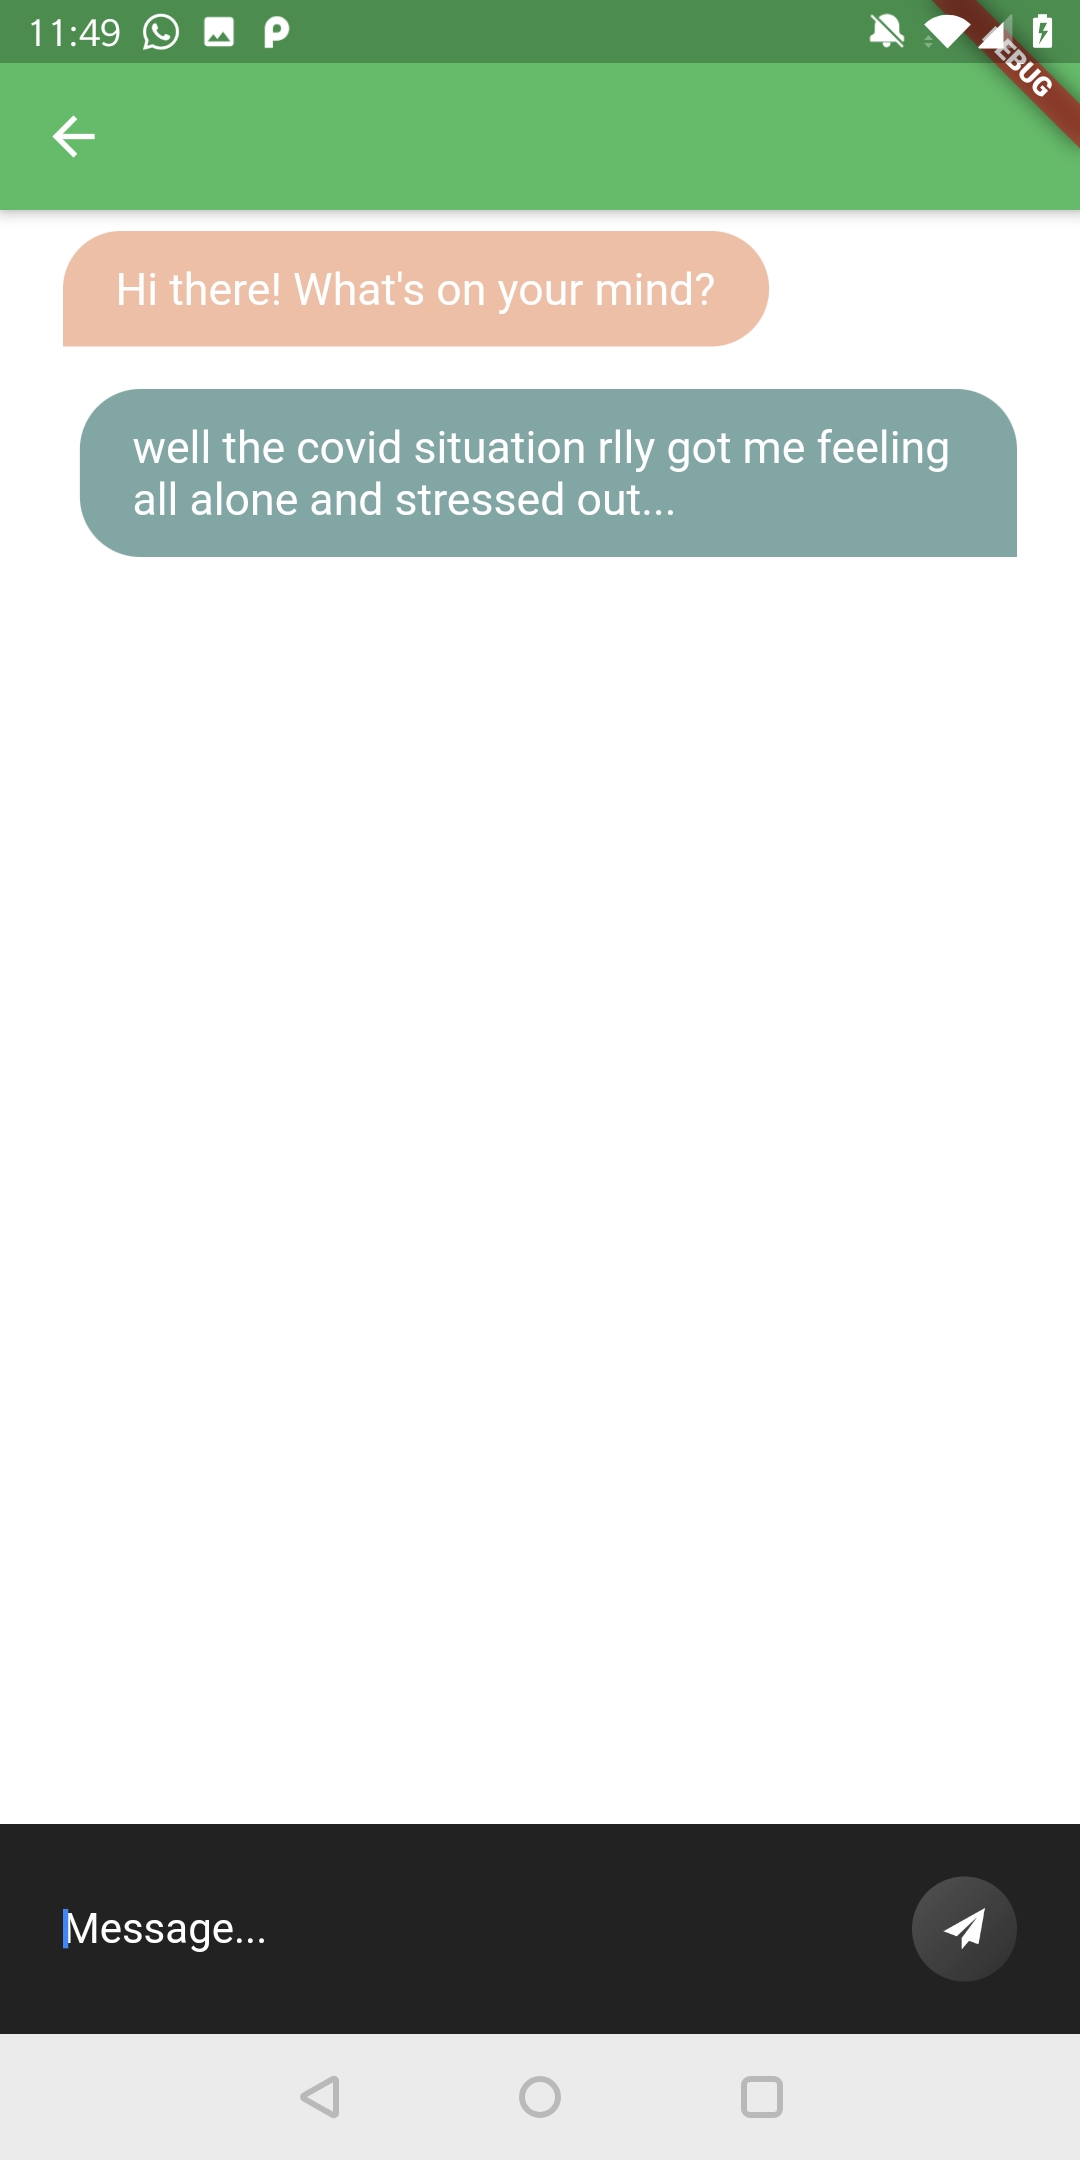 11:49
EBUG
Hi there! What's on your mind?
well the covid situation rlly got me feeling
all alone and stressed out...
Message...